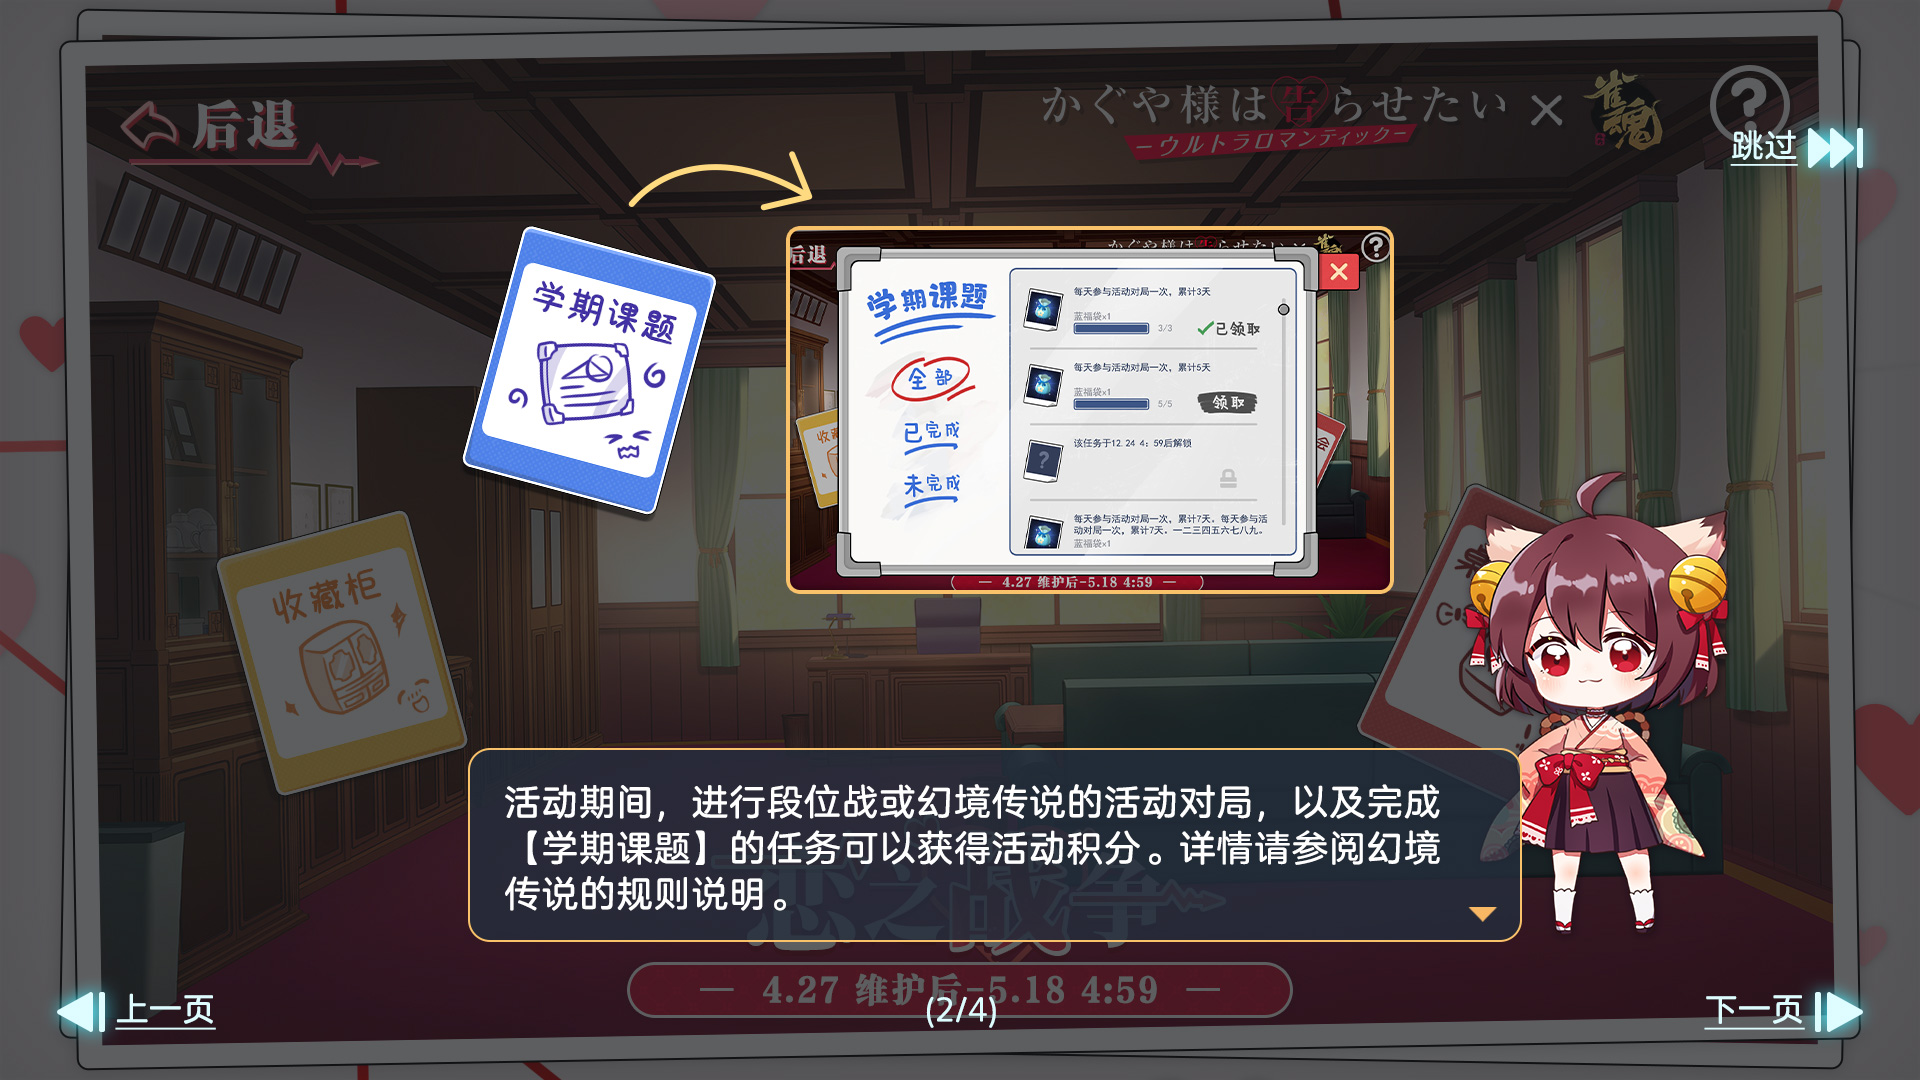 后退
かぐや様は告らせたい ×
雀魂
ーウルトラロマンティックー
?
跳过
学期课题
后退
?
学期课题
全部
已完成
未完成
每天参与活动对局一次，累计3天
蓝福袋x1
3/3
已领取
每天参与活动对局一次，累计5天
蓝福袋x1
5/5
领取
?
该任务于12.24 4：59后解锁
每天参与活动对局一次，累计7天。每天参与活
动对局一次，累计7天。一二三四五六七八九。
蓝福袋x1
— 4.27 维护后-5.18 4:59 —
收藏柜
活动期间，进行段位战或幻境传说的活动对局，以及完成
【学期课题】的任务可以获得活动积分。详情请参阅幻境
传说的规则说明。
恋之战争
— 4.27 维护后-5.18 4:59 —
上一页
(2/4)
下一页